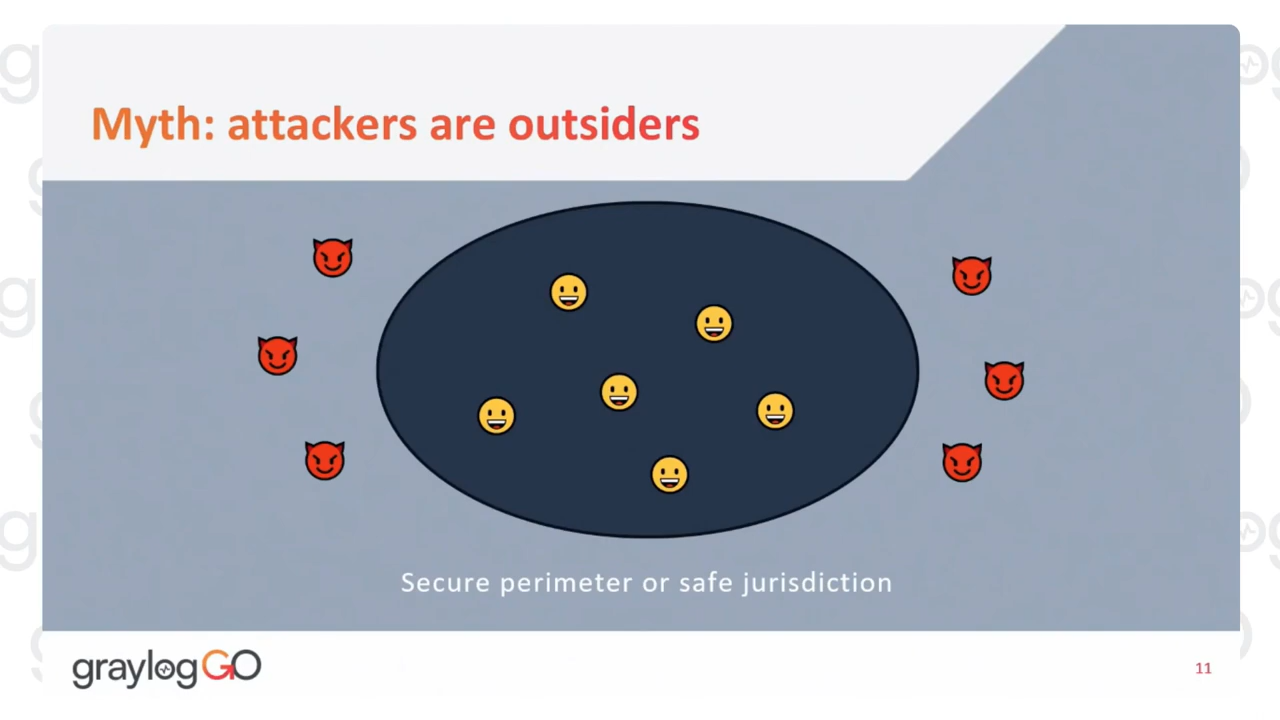 Myth: attackers are outsiders
Secure perimeter or safe jurisdiction
graylogGO
11